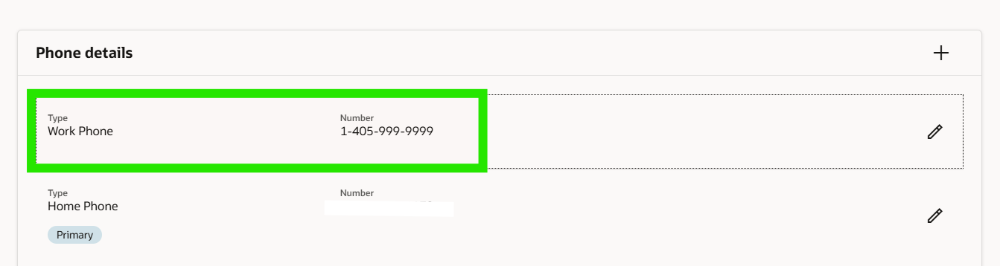 Phone details
Type
Number
Work Phone
1-405-999-9999
Type
Number
Home Phone
Primary